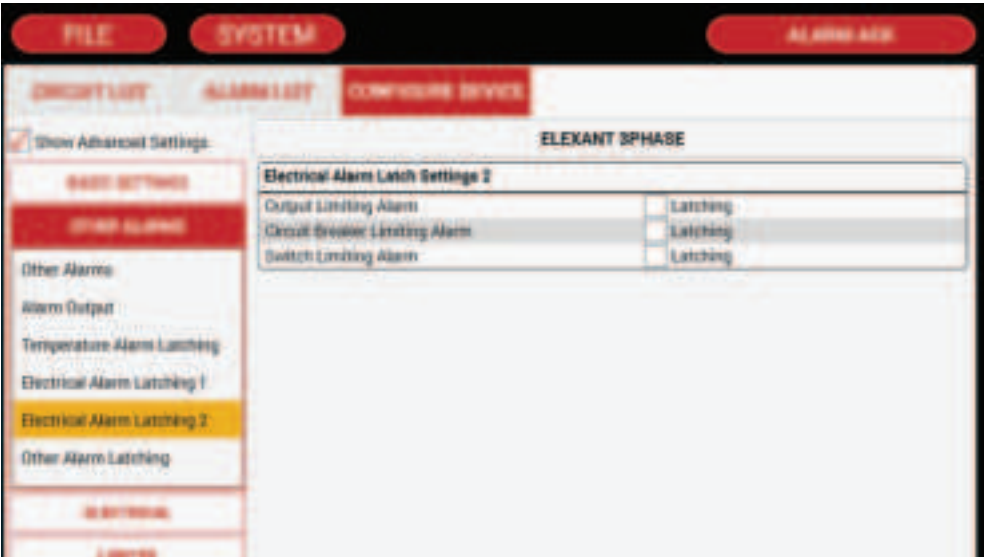 FILE
SYSTEM
ALARM ACK
CIRCUIT LIST
ALARM LIST
CONFIGURE DEVICE
Show Advanced Settings
ELEXANT 3PHASE
BASIC SETTINGS
OTHER ALARMS
Other Alarms
Alarm Output
Temperature Alarm Latching
Electrical Alarm Latching 1
Electrical Alarm Latching 2
Other Alarm Latching
ELECTRICAL
Electrical Alarm Latch Settings 2
Output Limiting Alarm Latching
Circuit Breaker Limiting Alarm Latching
Switch Limiting Alarm Latching